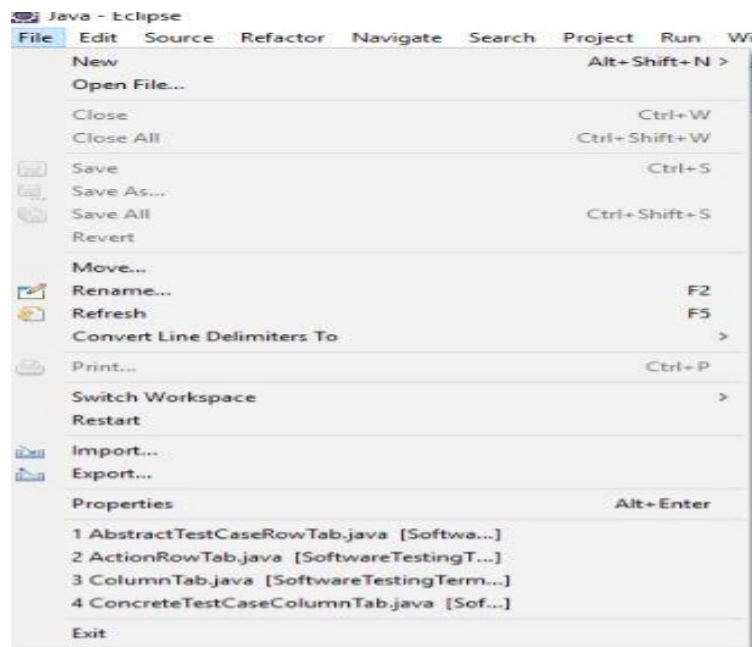 Java - Eclipse
File Edit Source Refactor Navigate Search Project Run Wi
New Alt+Shift+N >
Open File...
Close Ctrl+W
Close All Ctrl+Shift+W
Save Ctrl+S
Save As...
Save All Ctrl+Shift+S
Revert
Move...
Rename... F2
Refresh F5
Convert Line Delimiters To >
Print... Ctrl+P
Switch Workspace >
Restart
Import...
Export...
Properties Alt+Enter
1 AbstractTestCaseRowTab.java [Softwa...]
2 ActionRowTab.java [SoftwareTestingT...]
3 ColumnTab.java [SoftwareTestingTerm...]
4 ConcreteTestCaseColumnTab.java [Sof...]
Exit